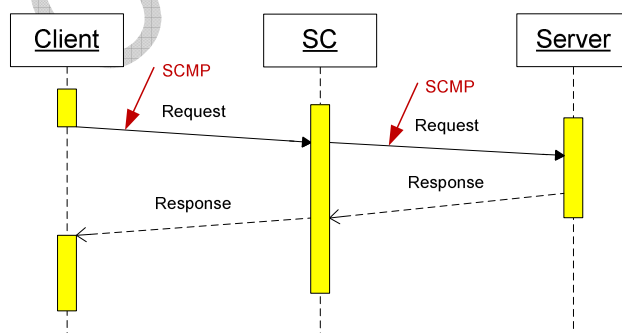 Client
SC
Server
SCMP
SCMP
Request
Request
Response
Response